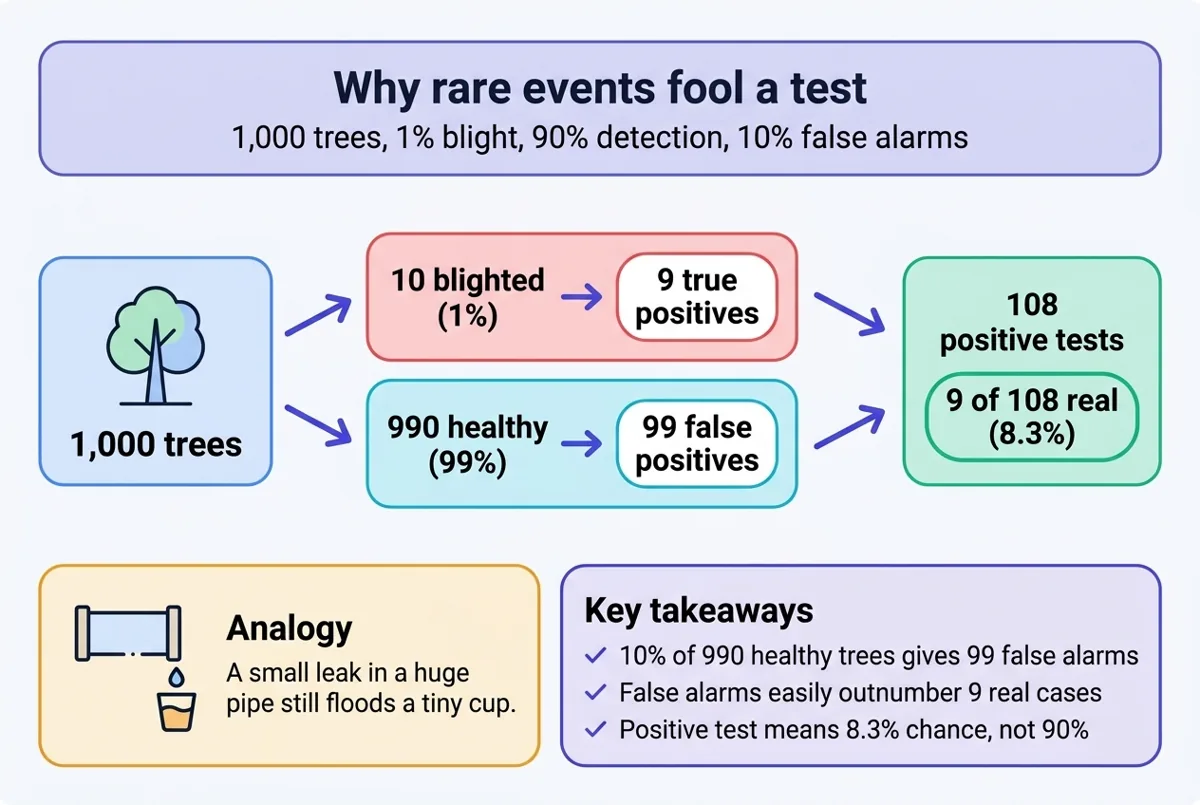 Why rare events fool a test
1,000 trees, 1% blight, 90% detection, 10% false alarms
1,000 trees
10 blighted
(1%)
9 true
positives
990 healthy
(99%)
99 false
positives
108
positive tests
9 of 108 real
(8.3%)
Analogy
A small leak in a huge
pipe still floods a tiny cup.
Key takeaways
10% of 990 healthy trees gives 99 false alarms
False alarms easily outnumber 9 real cases
Positive test means 8.3% chance, not 90%